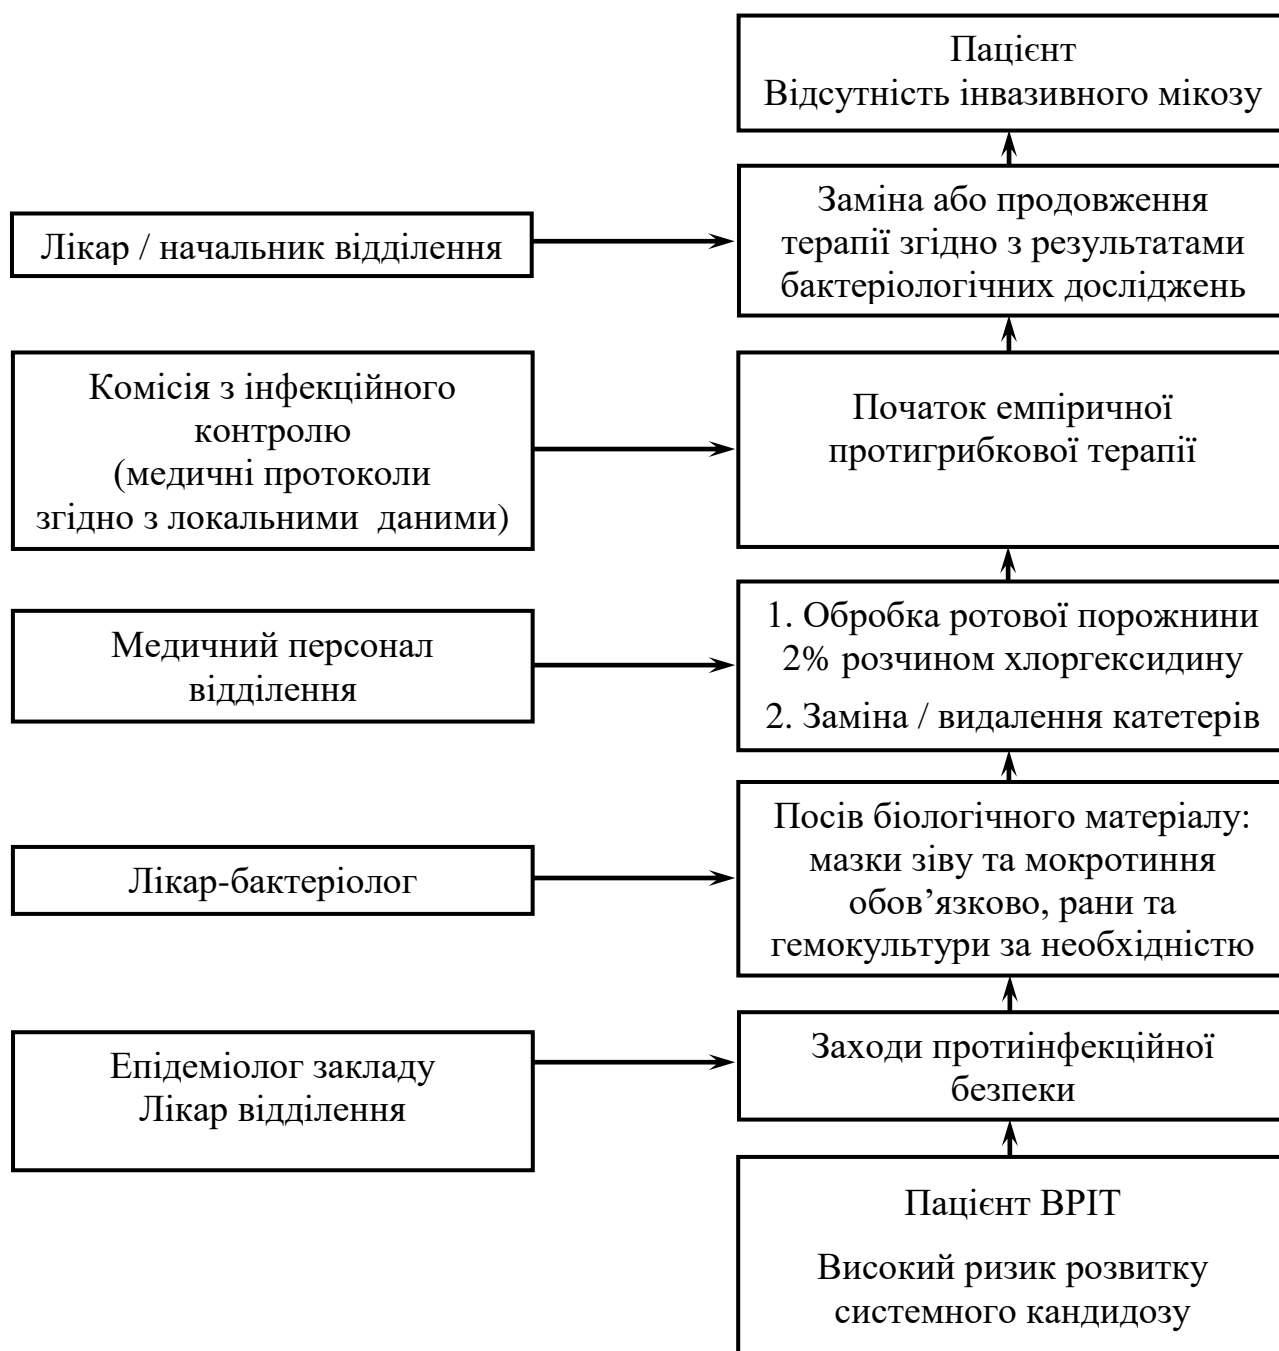 Пацієнт
Відсутність інвазивного мікозу
Лікар / начальник відділення
Заміна або продовження
терапії згідно з результатами
бактеріологічних досліджень
Комісія з інфекційного
контролю
(медичні протоколи
згідно з локальними даними)
Початок емпіричної
протигрибкової терапії
Медичний персонал
відділення
1. Обробка ротової порожнини
2% розчином хлоргексидину
2. Заміна / видалення катетерів
Лікар-бактеріолог
Посів біологічного матеріалу:
мазки зіву та мокротиння
обов’язково, рани та
гемокультури за необхідністю
Епідеміолог закладу
Лікар відділення
Заходи протиінфекційної
безпеки
Пацієнт ВРІТ
Високий ризик розвитку
системного кандидозу